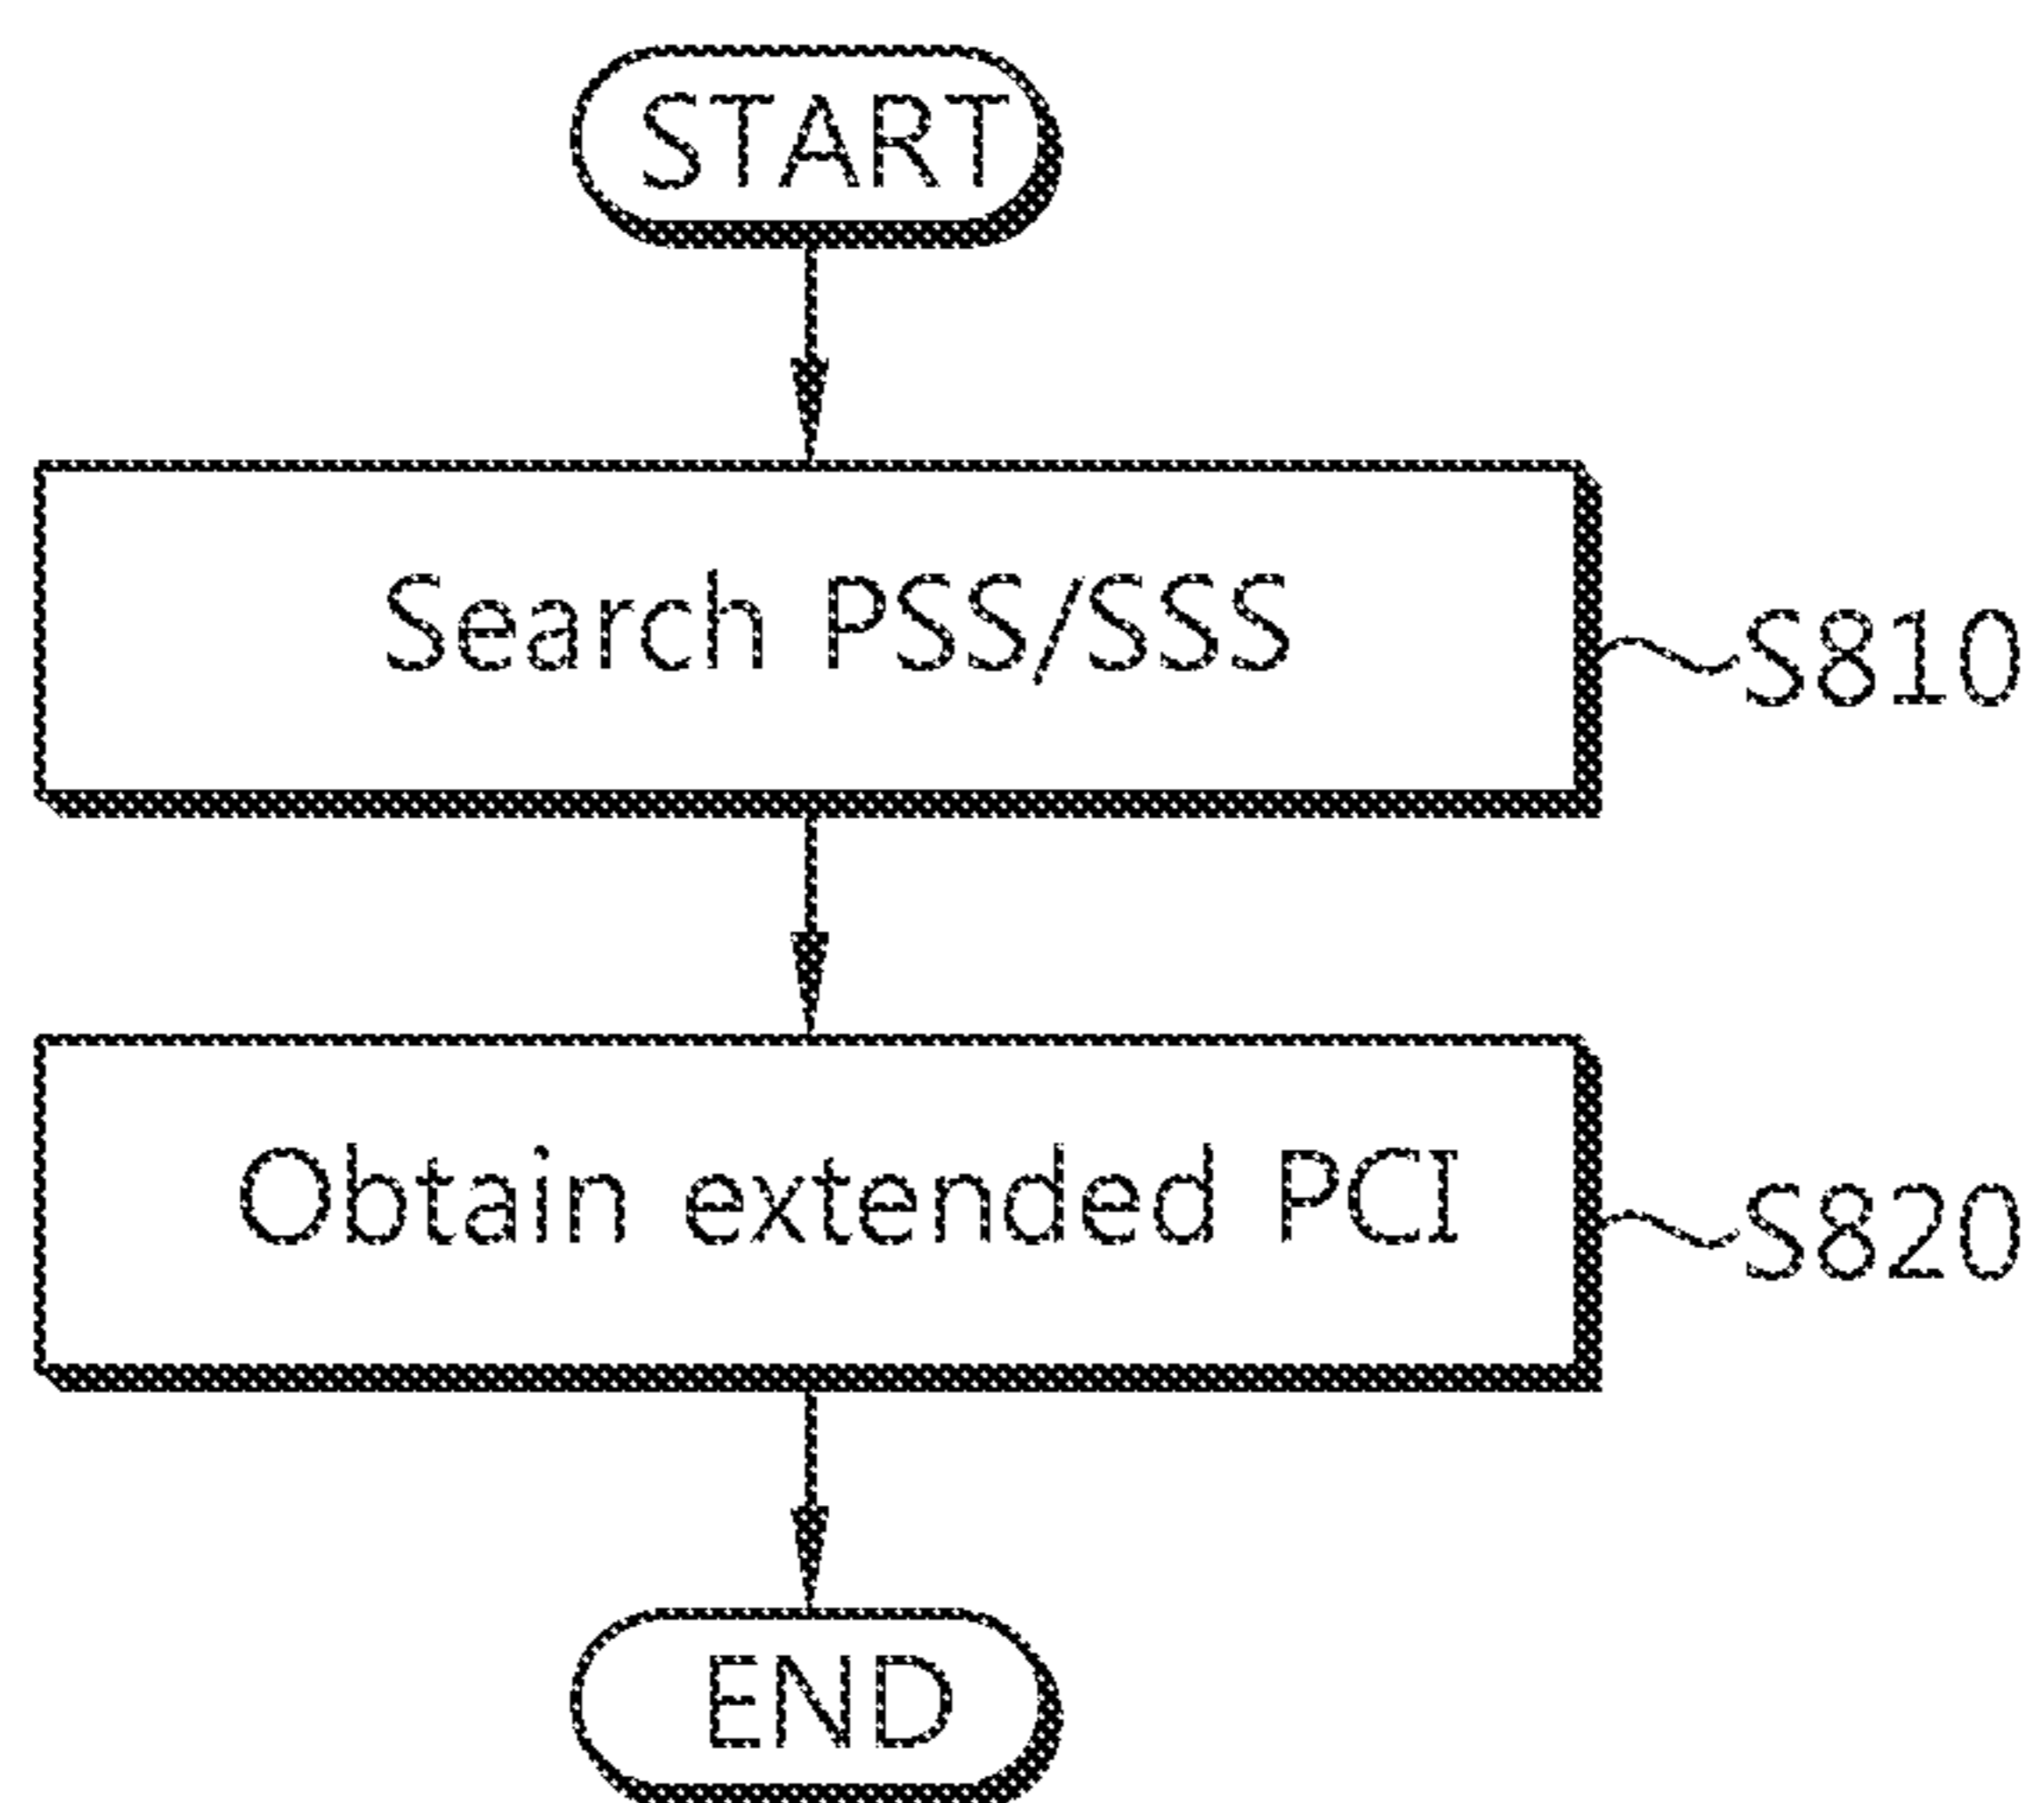 START
Search PSS/SSS
S810
Obtain extended PCI
S820
END